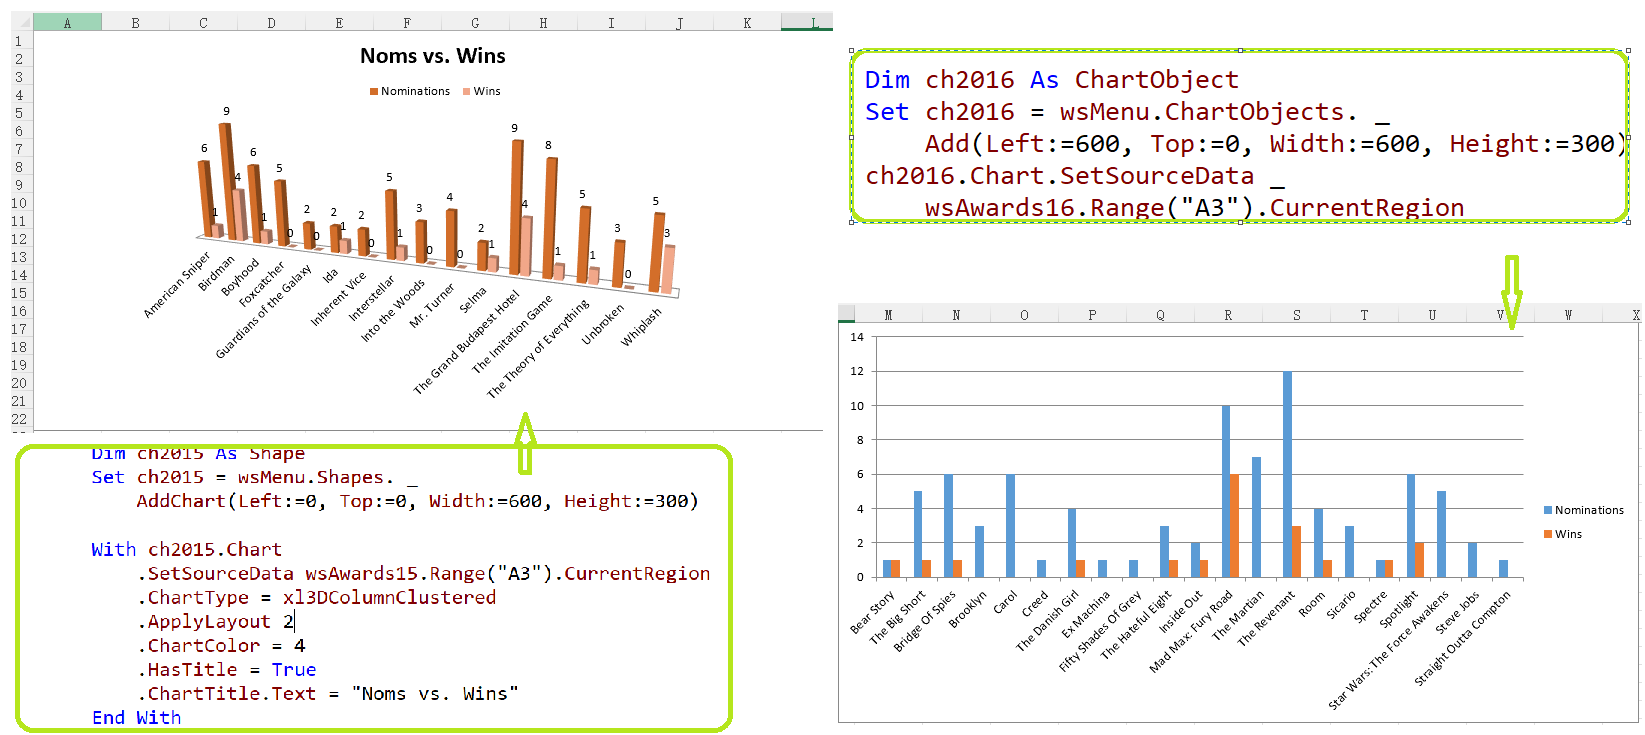 A B C D E F G H I J K L
1
2
3
4
5
6
7
8
9
10
11
12
13
14
15
16
17
18
19
20
21
22
Noms vs. Wins
Nominations Wins
6 1 9 4 6 1 5 0 2 0 2 1 2 0 5 1 3 0 4 0 2 1 9 4 8 1 5 1 3 0 5 3
American Sniper
Birdman
Boyhood
Foxcatcher
Guardians of the Galaxy
Ida
Inherent Vice
Interstellar
Into the Woods
Mr. Turner
Selma
The Grand Budapest Hotel
The Imitation Game
The Theory of Everything
Unbroken
Whiplash
Dim ch2015 As Shape
Set ch2015 = wsMenu.Shapes. _
AddChart(Left:=0, Top:=0, Width:=600, Height:=300)
With ch2015.Chart
.SetSourceData wsAwards15.Range("A3").CurrentRegion
.ChartType = xl3DColumnClustered
.ApplyLayout 2
.ChartColor = 4
.HasTitle = True
.ChartTitle.Text = "Noms vs. Wins"
End With
Dim ch2016 As ChartObject
Set ch2016 = wsMenu.ChartObjects. _
Add(Left:=600, Top:=0, Width:=600, Height:=300)
ch2016.Chart.SetSourceData _
wsAwards16.Range("A3").CurrentRegion
M N O P Q R S T U V W X
14
12
10
8
6
4
2
0
Nominations
Wins
Bear Story
The Big Short
Bridge Of Spies
Brooklyn
Carol
Creed
The Danish Girl
Ex Machina
Fifty Shades Of Grey
The Hateful Eight
Inside Out
Mad Max: Fury Road
The Martian
The Revenant
Room
Sicario
Spectre
Spotlight
Star Wars: The Force Awakens
Steve Jobs
Straight Outta Compton